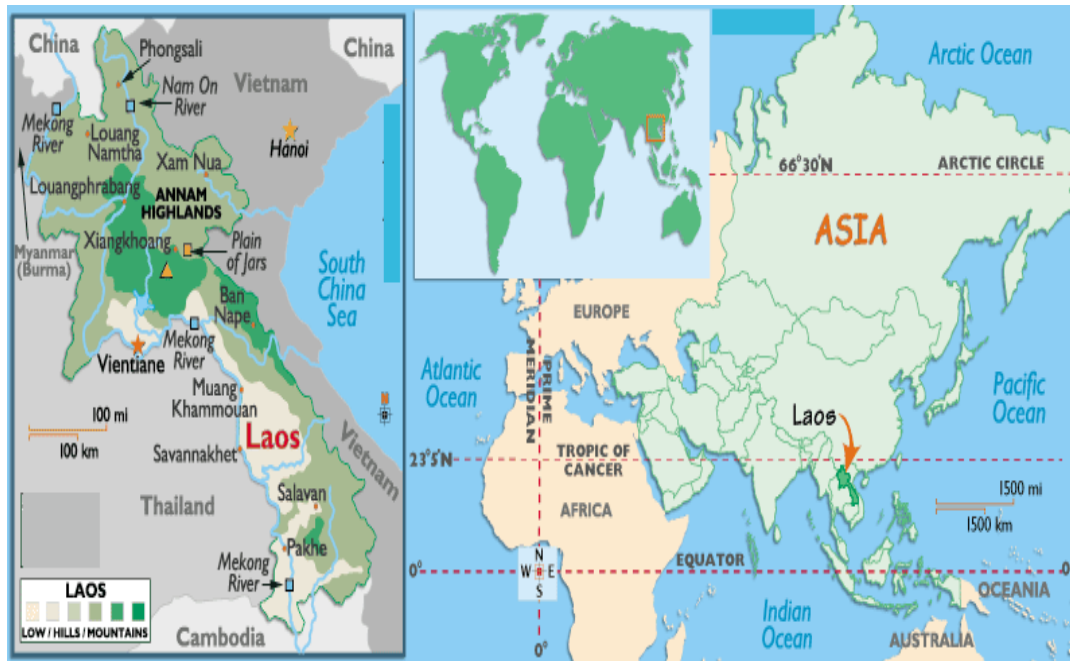 China
China
Phongsali
Nam On
River
Vietnam
Mekong
River
Louang
Namtha
Hanoi
Xam Nua
Louangphrabang
ANNAM
HIGHLANDS
Xiangkhoang
Plain
of Jars
Myanmar
(Burma)
South
China
Sea
Ban
Nape
Mekong
River
Vientiane
Muang
Khammouan
100 mi
100 km
Laos
Savannakhet
Vietnam
Thailand
Salavan
Pakhe
Mekong
River
LAOS
LOW / HILLS / MOUNTAINS
Cambodia
Arctic Ocean
66°30'N
ARCTIC CIRCLE
ASIA
EUROPE
PRIME
MERIDIAN
Atlantic
Ocean
Pacific
Ocean
Laos
23°5'N
TROPIC OF
CANCER
AFRICA
1500 mi
1500 km
N
W E
S
EQUATOR
0°
0
OCEANIA
Indian
Ocean
AUSTRALIA
0°